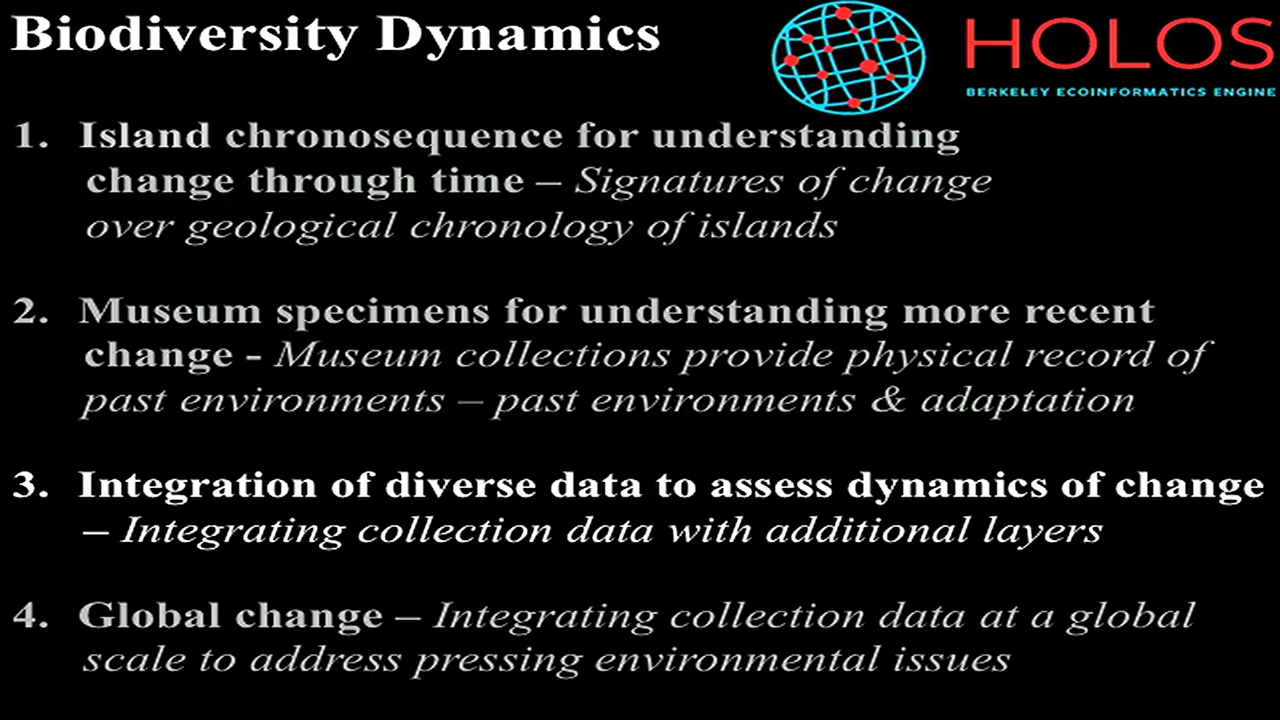 Biodiversity Dynamics
HOLOS
BERKELEY ECOINFORMATICS ENGINE
1. Island chronosequence for understanding
change through time – Signatures of change
over geological chronology of islands
2. Museum specimens for understanding more recent
change - Museum collections provide physical record of
past environments – past environments & adaptation
3. Integration of diverse data to assess dynamics of change
– Integrating collection data with additional layers
4. Global change – Integrating collection data at a global
scale to address pressing environmental issues